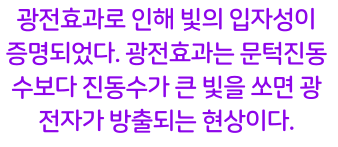 광전효과로 인해 빛의 입자성이
증명되었다. 광전효과는 문턱진동
수보다 진동수가 큰 빛을 쏘면 광
전자가 방출되는 현상이다.